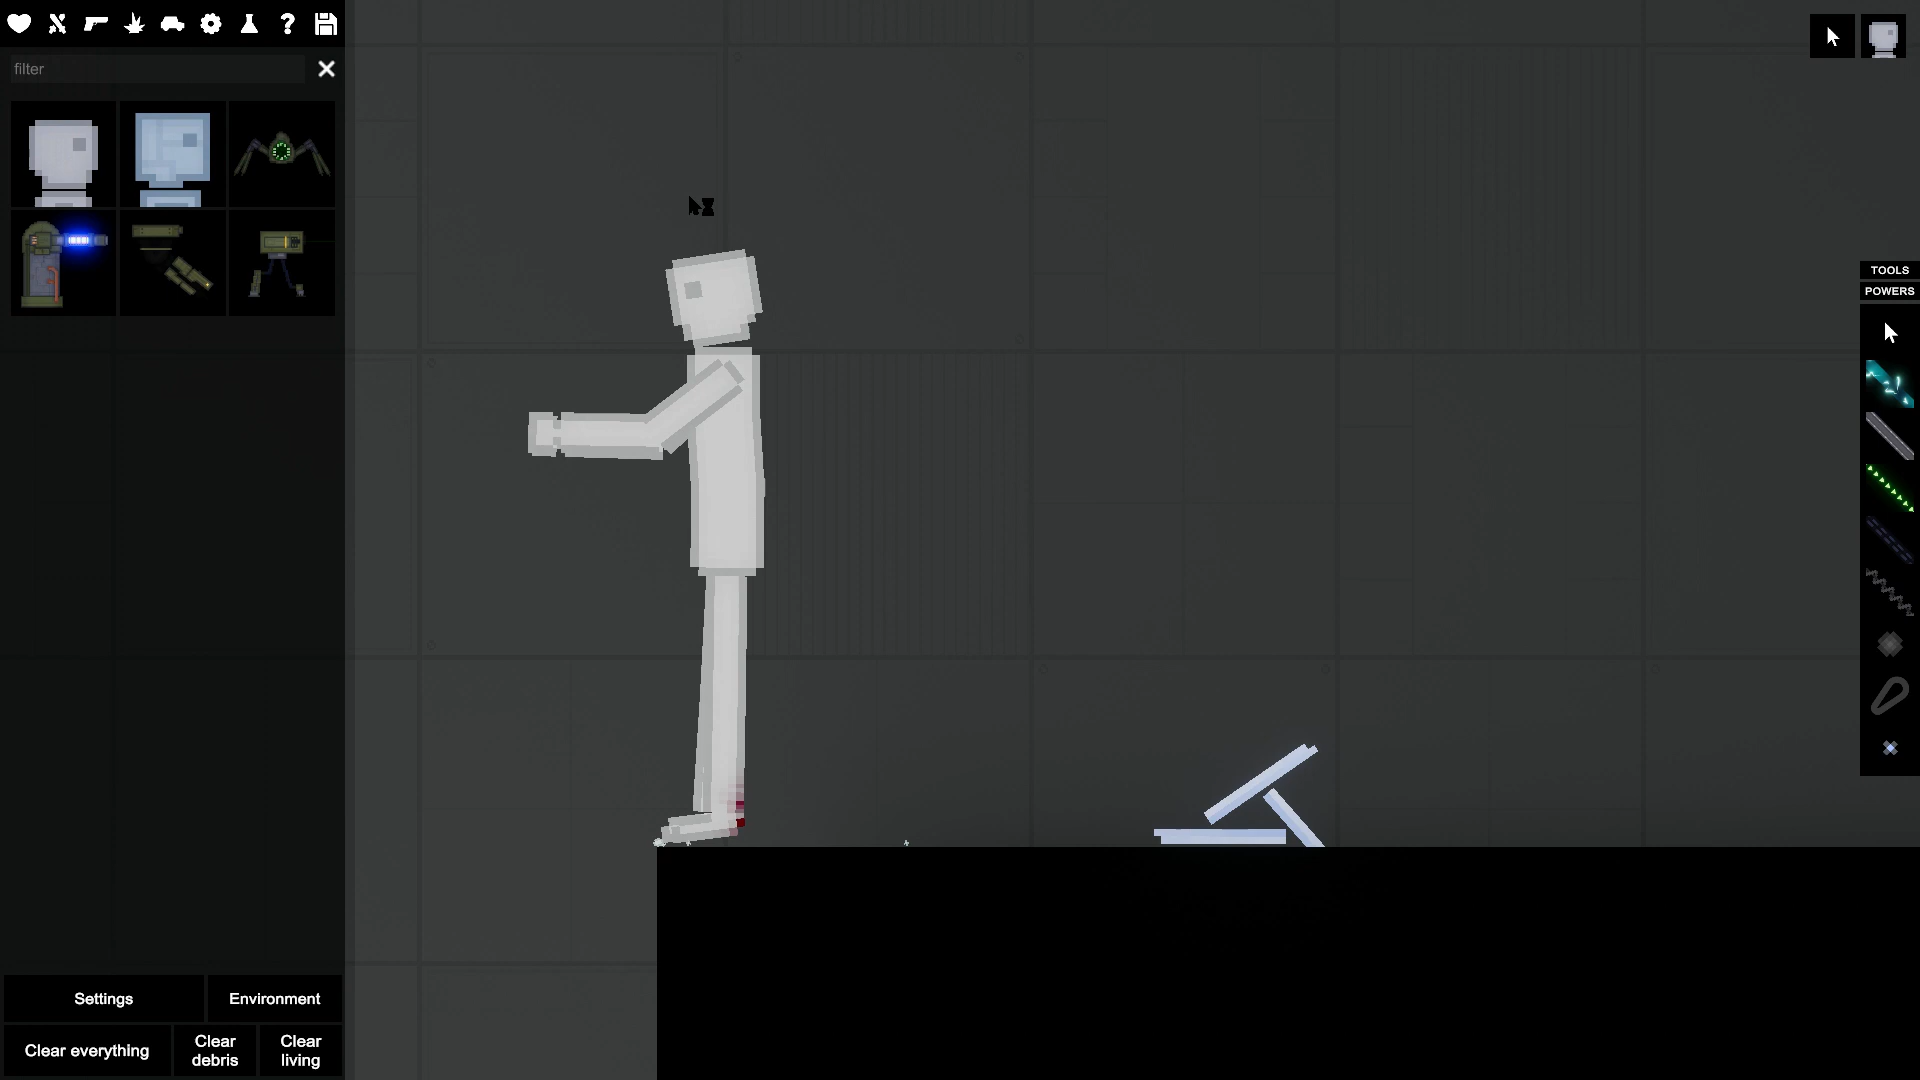 filter
TOOLS
POWERS
Settings
Environment
Clear everything
Clear
debris
Clear
living